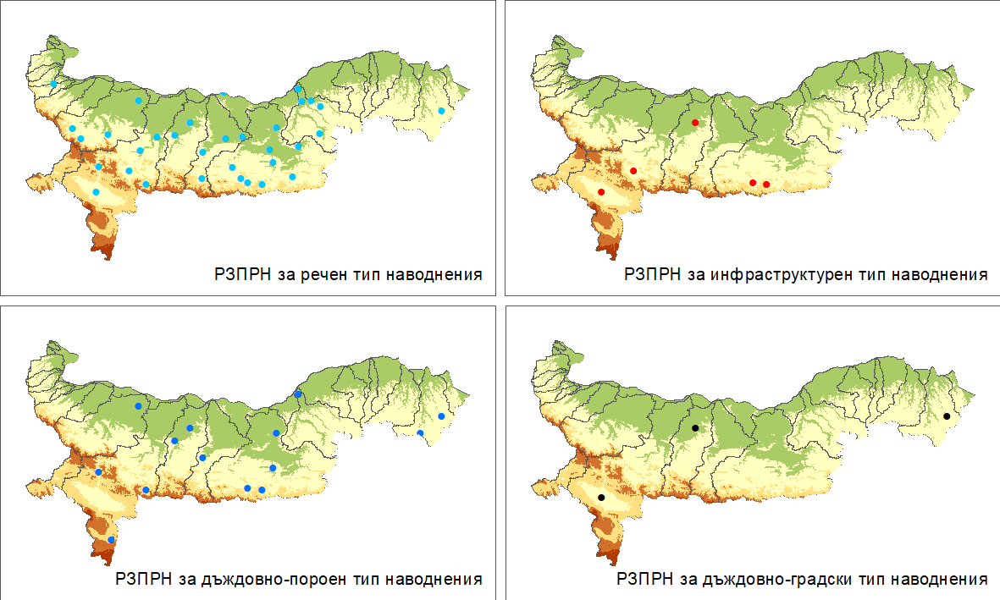 РЗПРН за речен тип наводнения
РЗПРН за инфраструктурен тип наводнения
РЗПРН за дъждовно-пороен тип наводнения
РЗПРН за дъждовно-градски тип наводнения